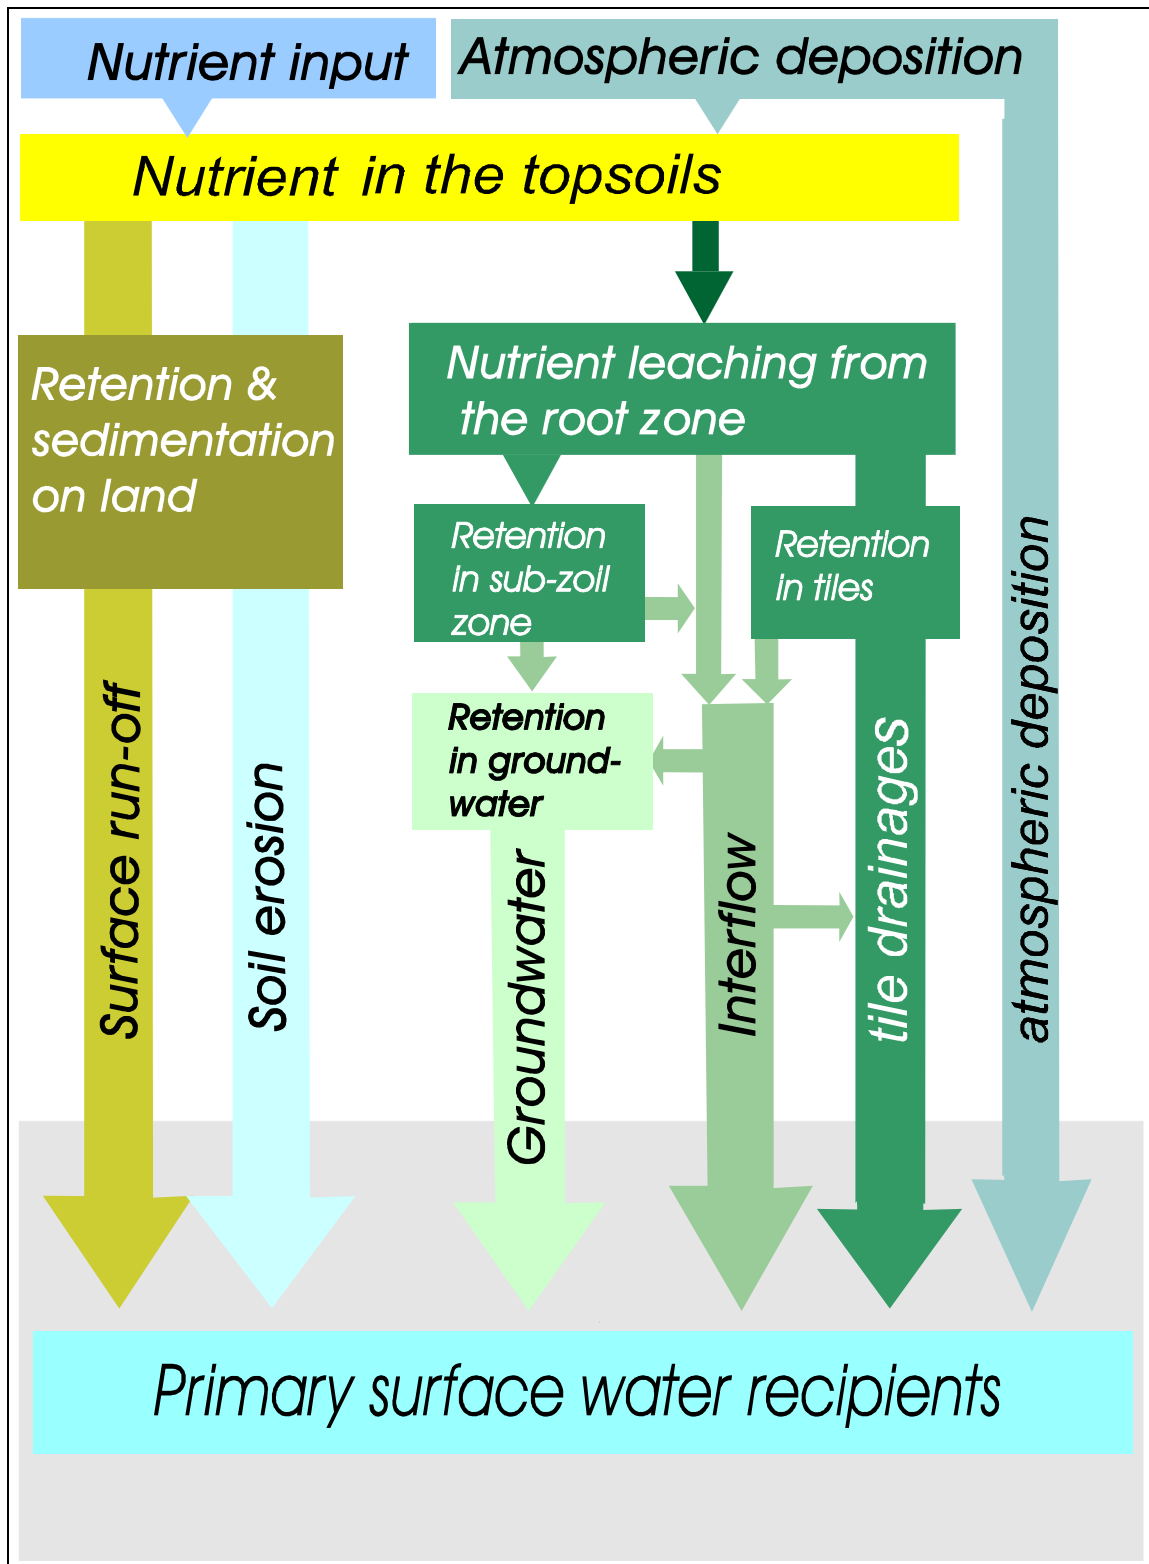 Nutrient input
Atmospheric deposition
Nutrient in the topsoils
Retention &
sedimentation
on land
Nutrient leaching from
the root zone
Retention
in sub-zoil
zone
Retention
in tiles
Retention
in ground-
water
Surface run-off
Soil erosion
Groundwater
Interflow
tile drainages
atmospheric deposition
Primary surface water recipients